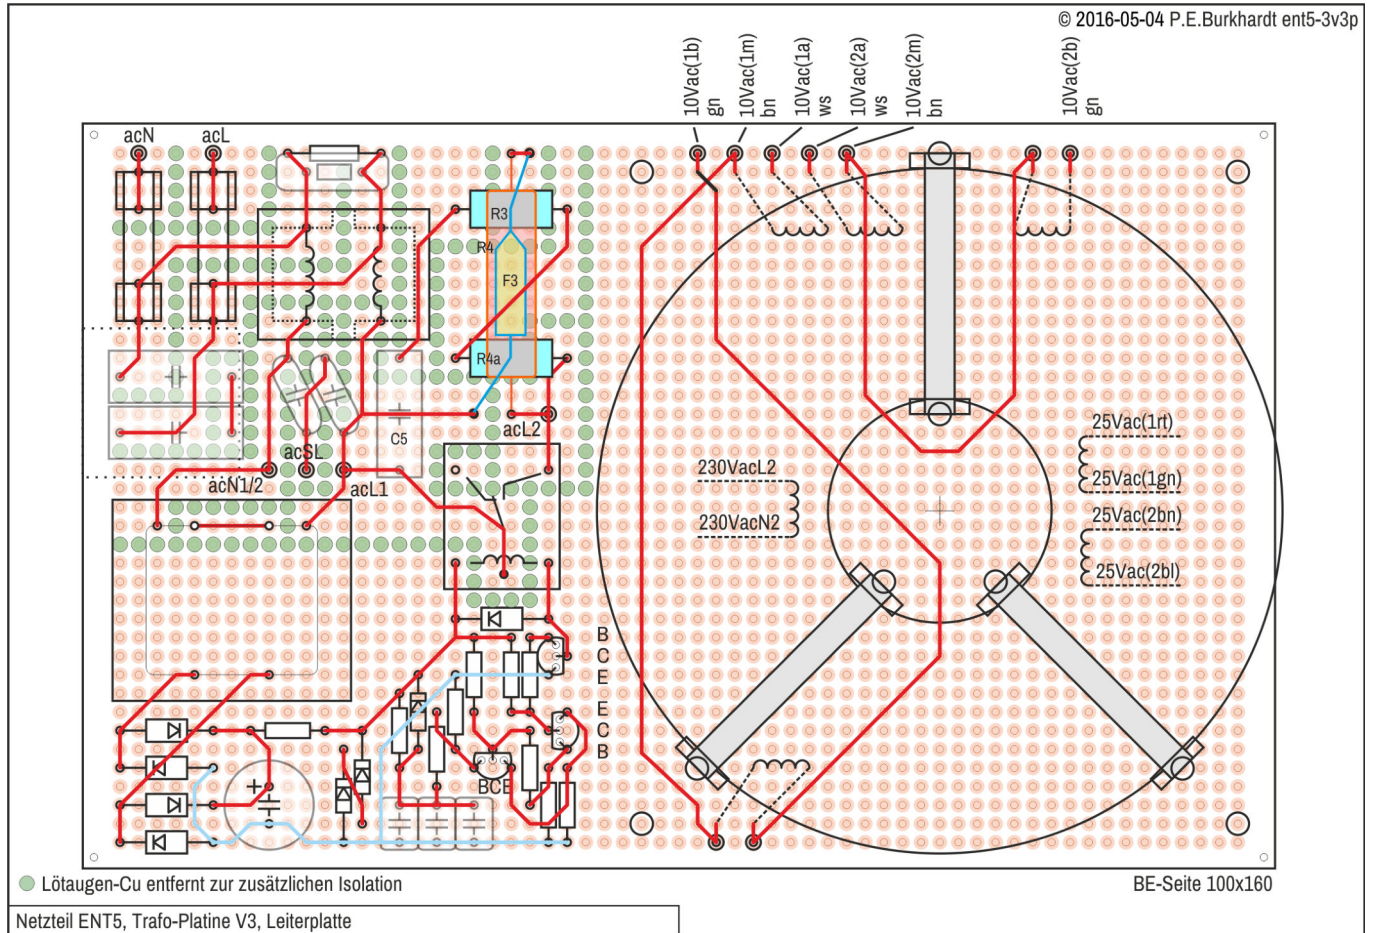 © 2016-05-04 P.E.Burkhardt ent5-3v3p
10Vac(1b)
gn
10Vac(1m)
bn
10Vac(1a)
ws
10Vac(2a)
ws
10Vac(2m)
bn
10Vac(2b)
gn
acN
acL
R3
R4
F3
R4a
C5
acL2
acSL
acN1/2
acL1
25Vac(1rt)
230VacL2
25Vac(1gn)
25Vac(2bn)
230VacN2
25Vac(2bl)
B
C
E
E
C
B
BCE
+
Lötaugen-Cu entfernt zur zusätzlichen Isolation
BE-Seite 100x160
Netzteil ENT5, Trafo-Platine V3, Leiterplatte